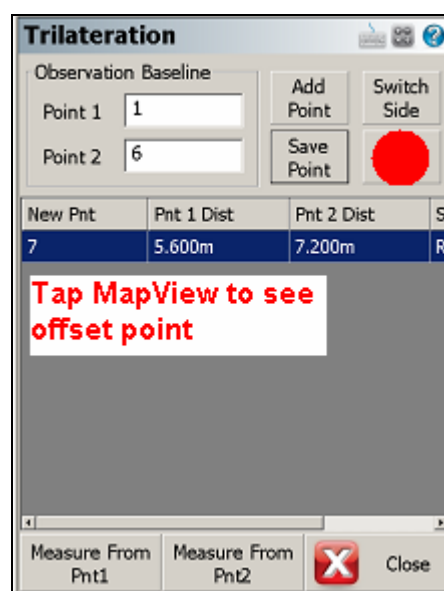 Trilateration
Observation Baseline
Point 1 1
Point 2 6
Add Point
Switch Side
Save Point
New Pnt Pnt 1 Dist Pnt 2 Dist S
7 5.600m 7.200m R
Tap MapView to see
offset point
Measure From Pnt1
Measure From Pnt2
Close